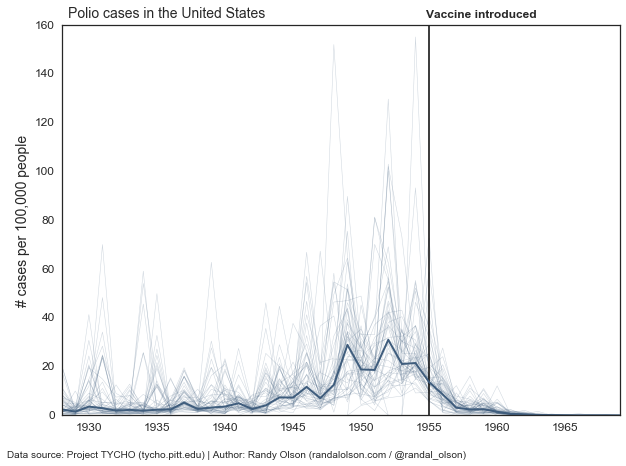 Polio cases in the United States
Vaccine introduced
# cases per 100,000 people
160
140
120
100
80
60
40
20
0
1930 1935 1940 1945 1950 1955 1960 1965
Data source: Project TYCHO (tycho.pitt.edu) | Author: Randy Olson (randalolson.com / @randal_olson)